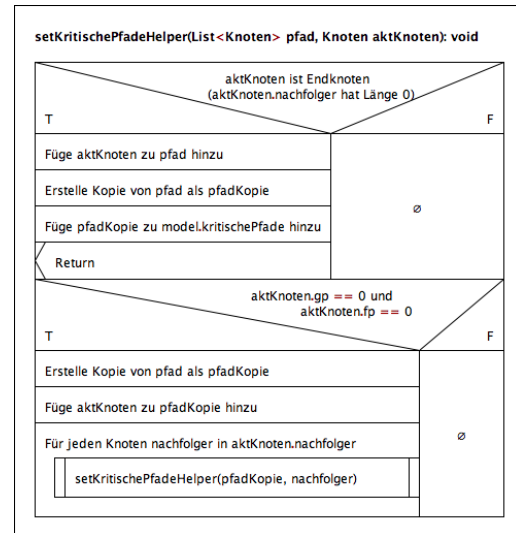 setKritischePfadeHelper(List<Knoten> pfad, Knoten aktKnoten): void
aktKnoten ist Endknoten
(aktKnoten.nachfolger hat Länge 0)
T
F
Füge aktKnoten zu pfad hinzu
Erstelle Kopie von pfad als pfadKopie
ø
Füge pfadKopie zu model.kritischePfade hinzu
Return
aktKnoten.gp == 0 und
aktKnoten.fp == 0
T
F
Erstelle Kopie von pfad als pfadKopie
Füge aktKnoten zu pfadKopie hinzu
Für jeden Knoten nachfolger in aktKnoten.nachfolger
ø
setKritischePfadeHelper(pfadKopie, nachfolger)